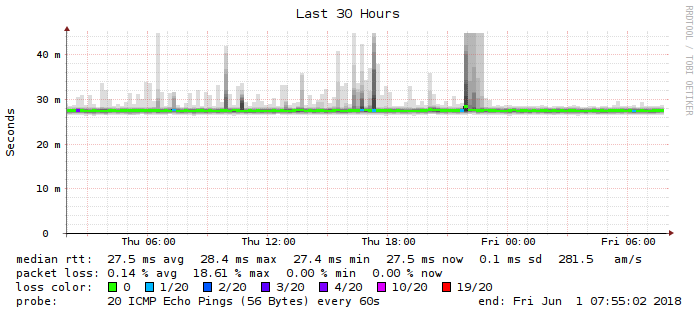 Last 30 Hours
RRDTOOL / TOBI OETIKER
Seconds
40 m
30 m
20 m
10 m
0
Thu 06:00 Thu 12:00 Thu 18:00 Fri 00:00 Fri 06:00
median rtt: 27.5 ms avg 28.4 ms max 27.4 ms min 27.5 ms now 0.1 ms sd 281.5 am/s
packet loss: 0.14 % avg 18.61 % max 0.00 % min 0.00 % now
loss color: 0 1/20 2/20 3/20 4/20 10/20 19/20
probe: 20 ICMP Echo Pings (56 Bytes) every 60s end: Fri Jun 1 07:55:02 2018